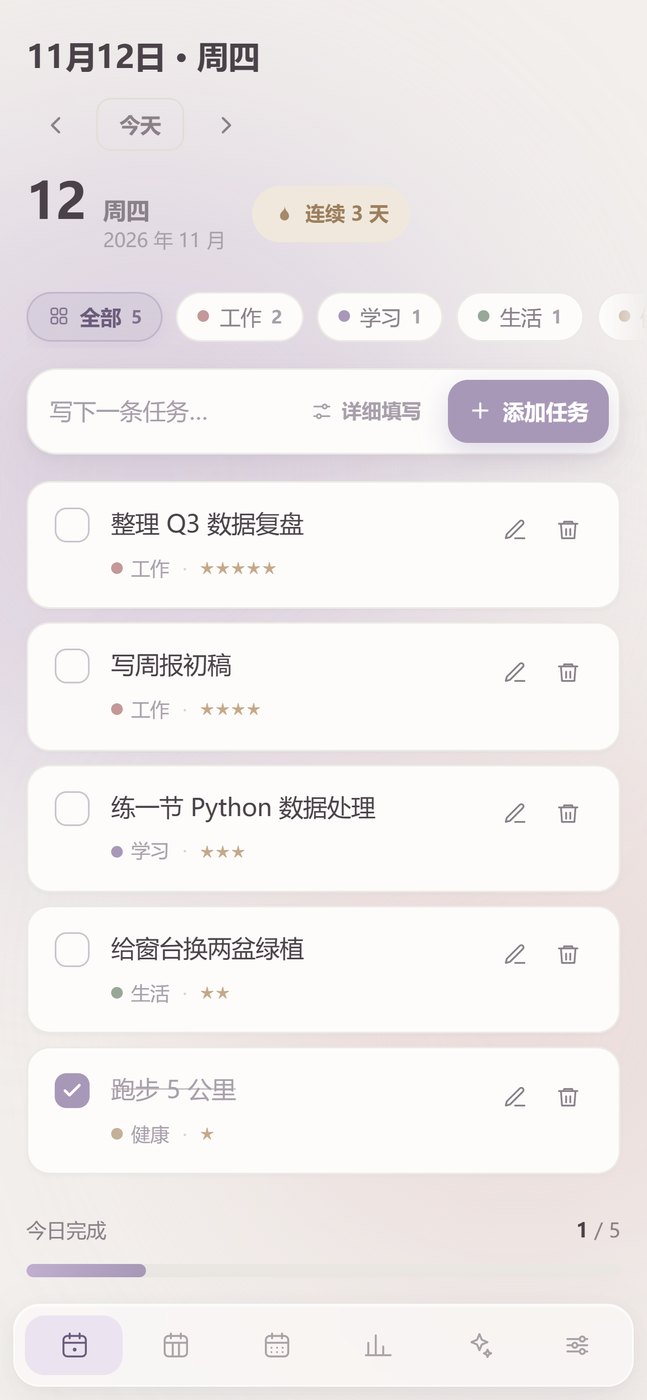 11月12日 • 周四
今天
12 周四
2026 年 11 月
连续 3 天
全部 5 工作 2 学习 1 生活 1
写下一条任务... 详细填写 添加任务
整理 Q3 数据复盘
工作 · ★★★★★
写周报初稿
工作 · ★★★★
练一节 Python 数据处理
学习 · ★★★
给窗台换两盆绿植
生活 · ★★
跑步 5 公里
健康 · ★
今日完成 1 / 5